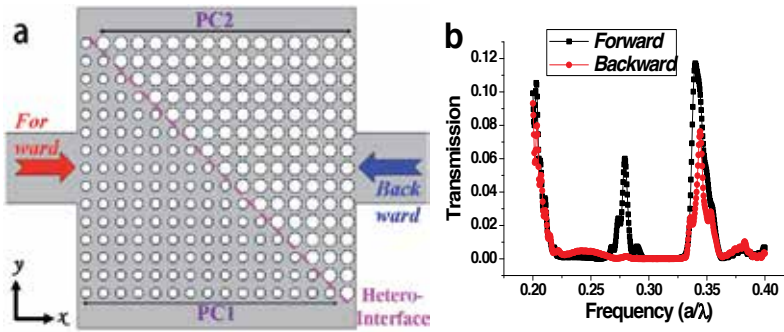 a
PC2
For
ward
Back
ward
y
x
PC1
Hetero-
Interface
b
Forward
Backward
Transmission
0.12
0.10
0.08
0.06
0.04
0.02
0.00
0.20 0.25 0.30 0.35 0.40
Frequency (a/λ)